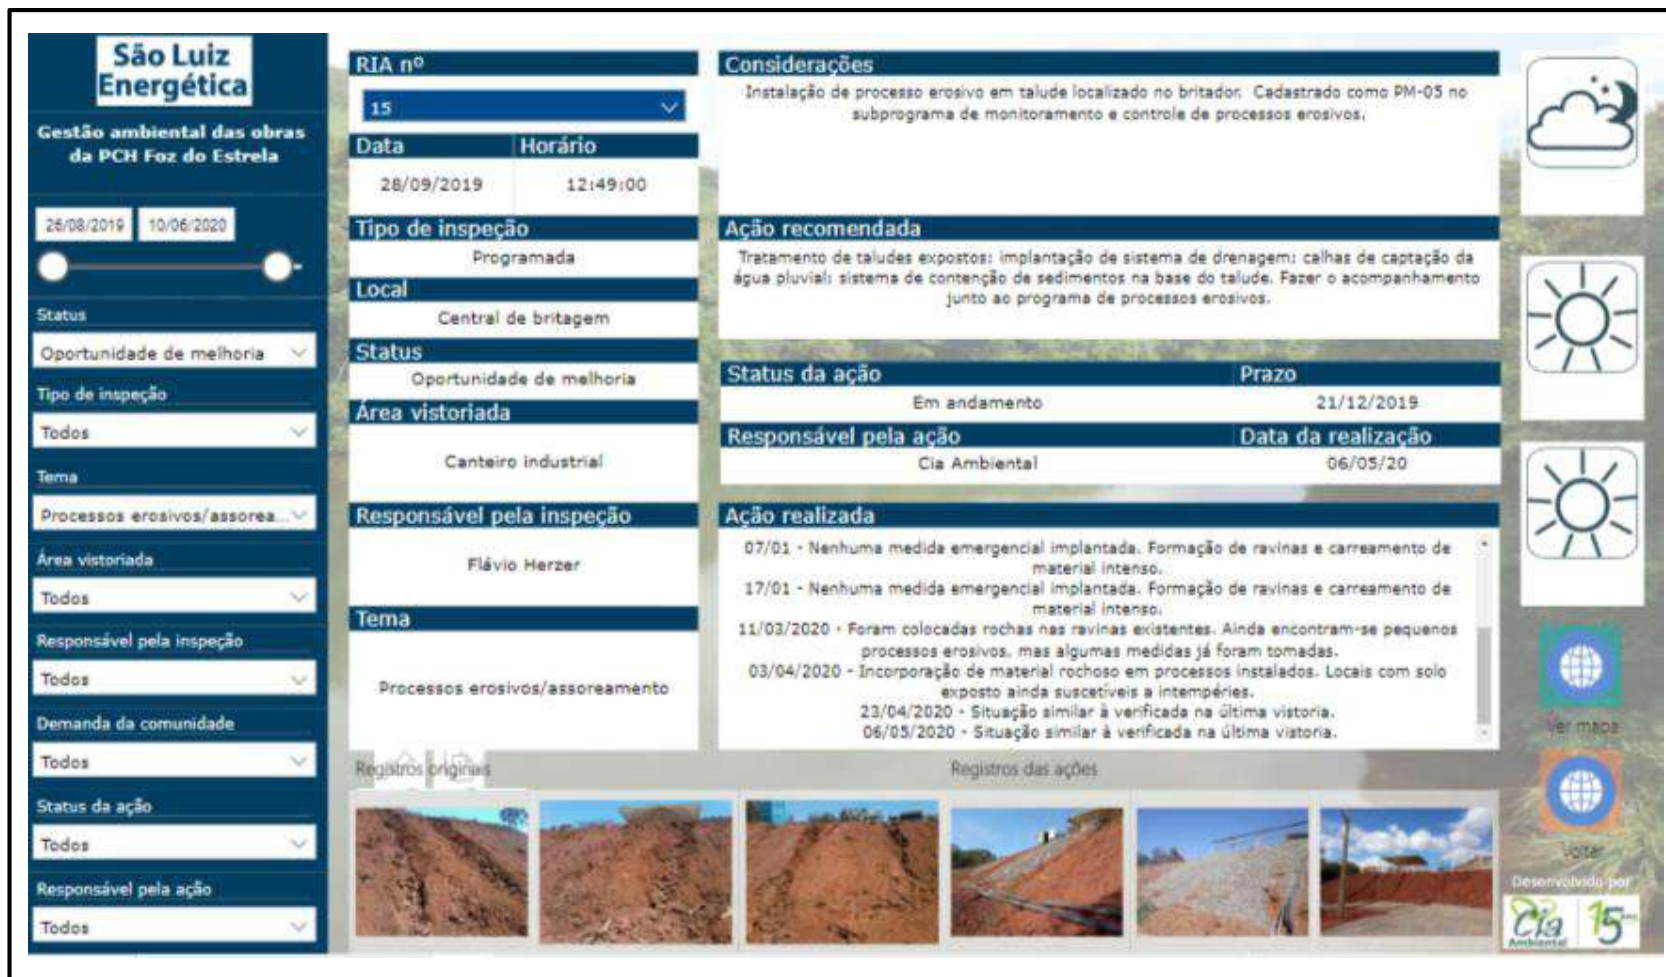 São Luiz
Energética
Gestão ambiental das obras
da PCH Foz do Estrela
26/08/2019
10/06/2020
Status
Oportunidade de melhoria
Tipo de inspeção
Todos
Tema
Processos erosivos/assorea...
Área vistoriada
Todos
Responsável pela inspeção
Todos
Demanda da comunidade
Todos
Status da ação
Todos
Responsável pela ação
Todos
RIA nº
15
Data Horário
28/09/2019 12:49:00
Tipo de inspeção
Programada
Local
Central de britagem
Status
Oportunidade de melhoria
Área vistoriada
Canteiro industrial
Responsável pela inspeção
Flávio Herzer
Tema
Processos erosivos/assoreamento
Considerações
Instalação de processo erosivo em talude localizado no britador. Cadastrado como PM-05 no
subprograma de monitoramento e controle de processos erosivos.
Ação recomendada
Tratamento de taludes expostos: implantação de sistema de drenagem; calhas de captação da
água pluvial; sistema de contenção de sedimentos na base do talude. Fazer o acompanhamento
junto ao programa de processos erosivos.
Status da ação Prazo
Em andamento 21/12/2019
Responsável pela ação Data da realização
Cia Ambiental 06/05/20
Ação realizada
07/01 - Nenhuma medida emergencial implantada. Formação de ravinas e carreamento de
material intenso.
17/01 - Nenhuma medida emergencial implantada. Formação de ravinas e carreamento de
material intenso.
11/03/2020 - Foram colocadas rochas nas ravinas existentes. Ainda encontram-se pequenos
processos erosivos, mas algumas medidas já foram tomadas.
03/04/2020 - Incorporação de material rochoso em processos instalados. Locais com solo
exposto ainda suscetíveis a intempéries.
23/04/2020 - Situação similar à verificada na última vistoria.
06/05/2020 - Situação similar à verificada na última vistoria.
Registros originais
Registros das ações
Ver mapa
Voltar
Desenvolvido por
Cia
Ambiental
15